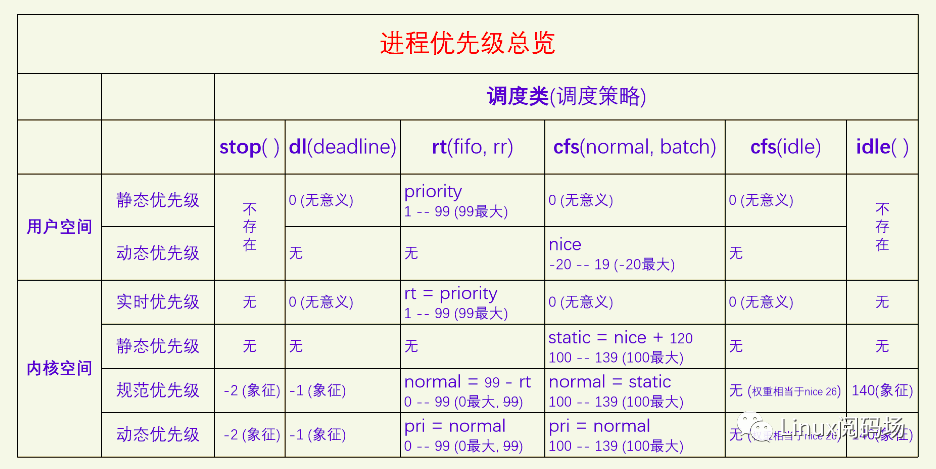 进程优先级总览
调度类(调度策略)
stop( ) dl(deadline) rt(fifo, rr) cfs(normal, batch) cfs(idle) idle( )
用户空间
静态优先级 不存在 0 (无意义) priority 0 (无意义) 0 (无意义) 不存在
1 -- 99 (99最大)
动态优先级 无 无 nice 无
-20 -- 19 (-20最大)
内核空间
实时优先级 无 0 (无意义) rt = priority 0 (无意义) 0 (无意义) 无
1 -- 99 (99最大)
静态优先级 无 无 无 static = nice + 120 无 无
100 -- 139 (100最大)
规范优先级 -2 (象征) -1 (象征) normal = 99 - rt normal = static 无 (权重相当于nice 26) 140(象征)
0 -- 99 (0最大, 99) 100 -- 139 (100最大)
动态优先级 -2 (象征) -1 (象征) pri = normal pri = normal 无 (权重相当于nice 26) 140(象征)
0 -- 99 (0最大, 99) 100 -- 139 (100最大)
Linux阅码场